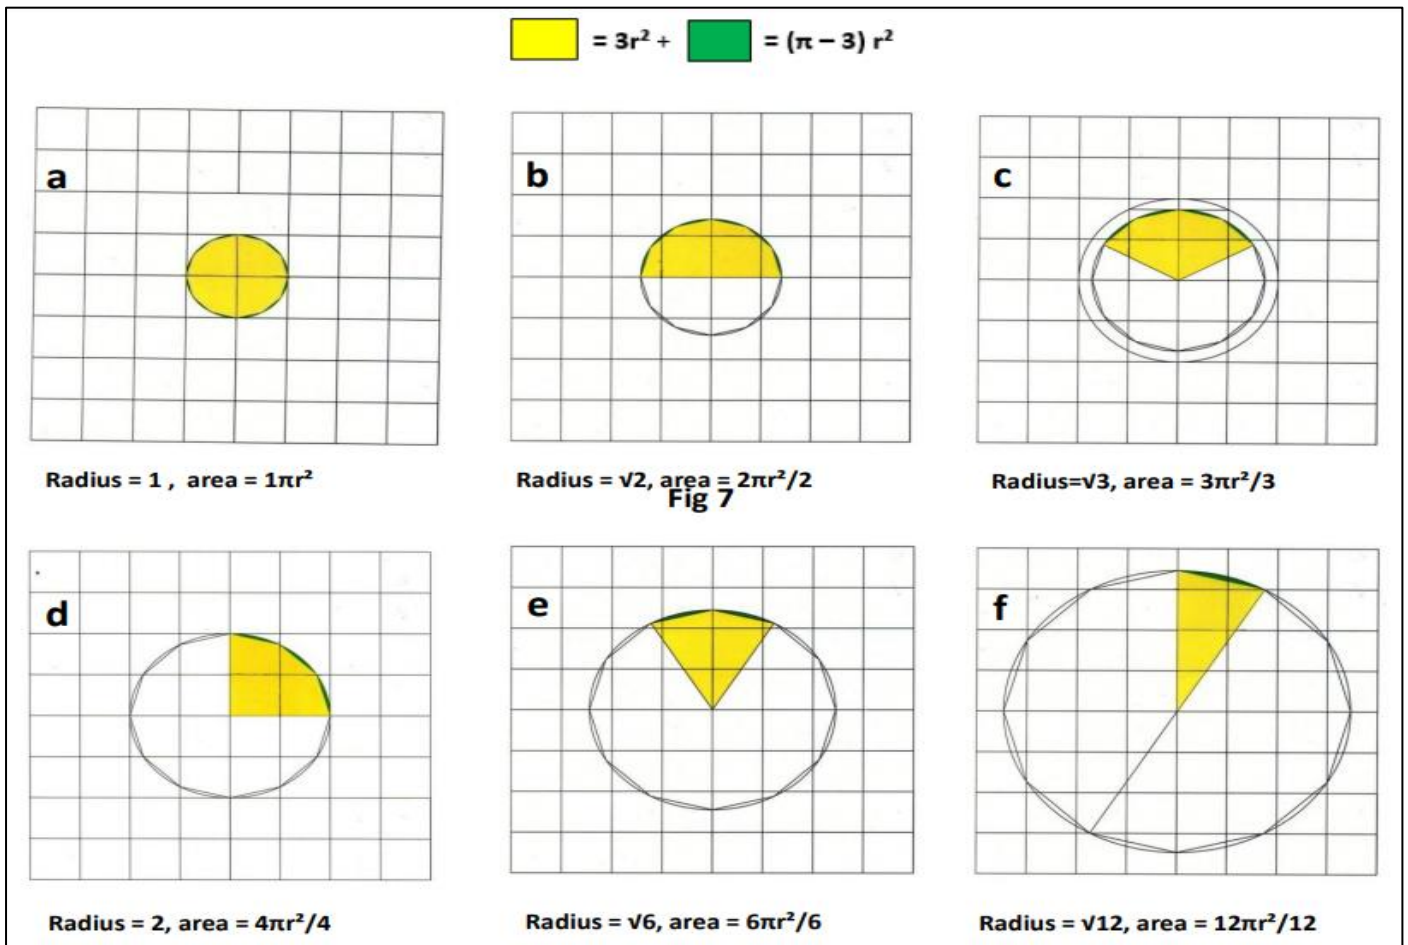 = 3r² + = (π – 3) r²
a
b
c
Radius = 1 , area = 1πr²
Radius = √2, area = 2πr²/2
Radius=√3, area = 3πr²/3
Fig 7
d
e
f
Radius = 2, area = 4πr²/4
Radius = √6, area = 6πr²/6
Radius = √12, area = 12πr²/12